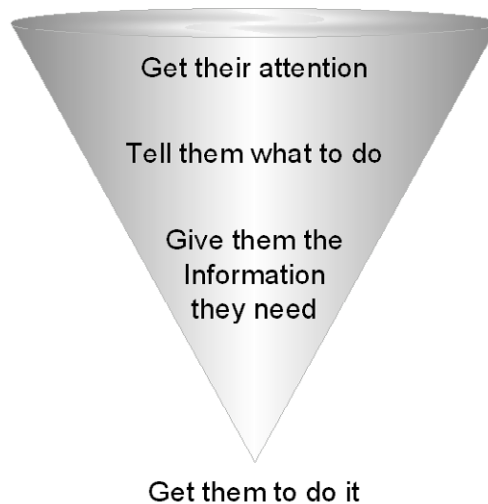 Get their attention
Tell them what to do
Give them the
Information
they need
Get them to do it